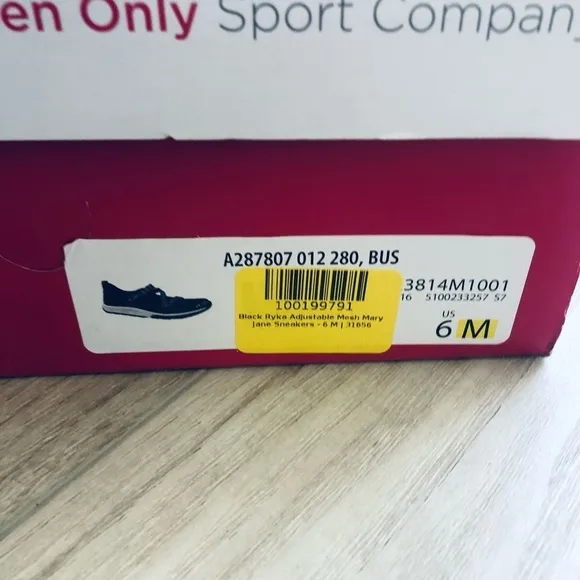 en Only Sport Company
A287807 012 280, BUS
3814M1001
16 5100233257 57
100199791
Black Ryka Adjustable Mesh Mary
Jane Sneakers - 6 M | 31656
US
6 M